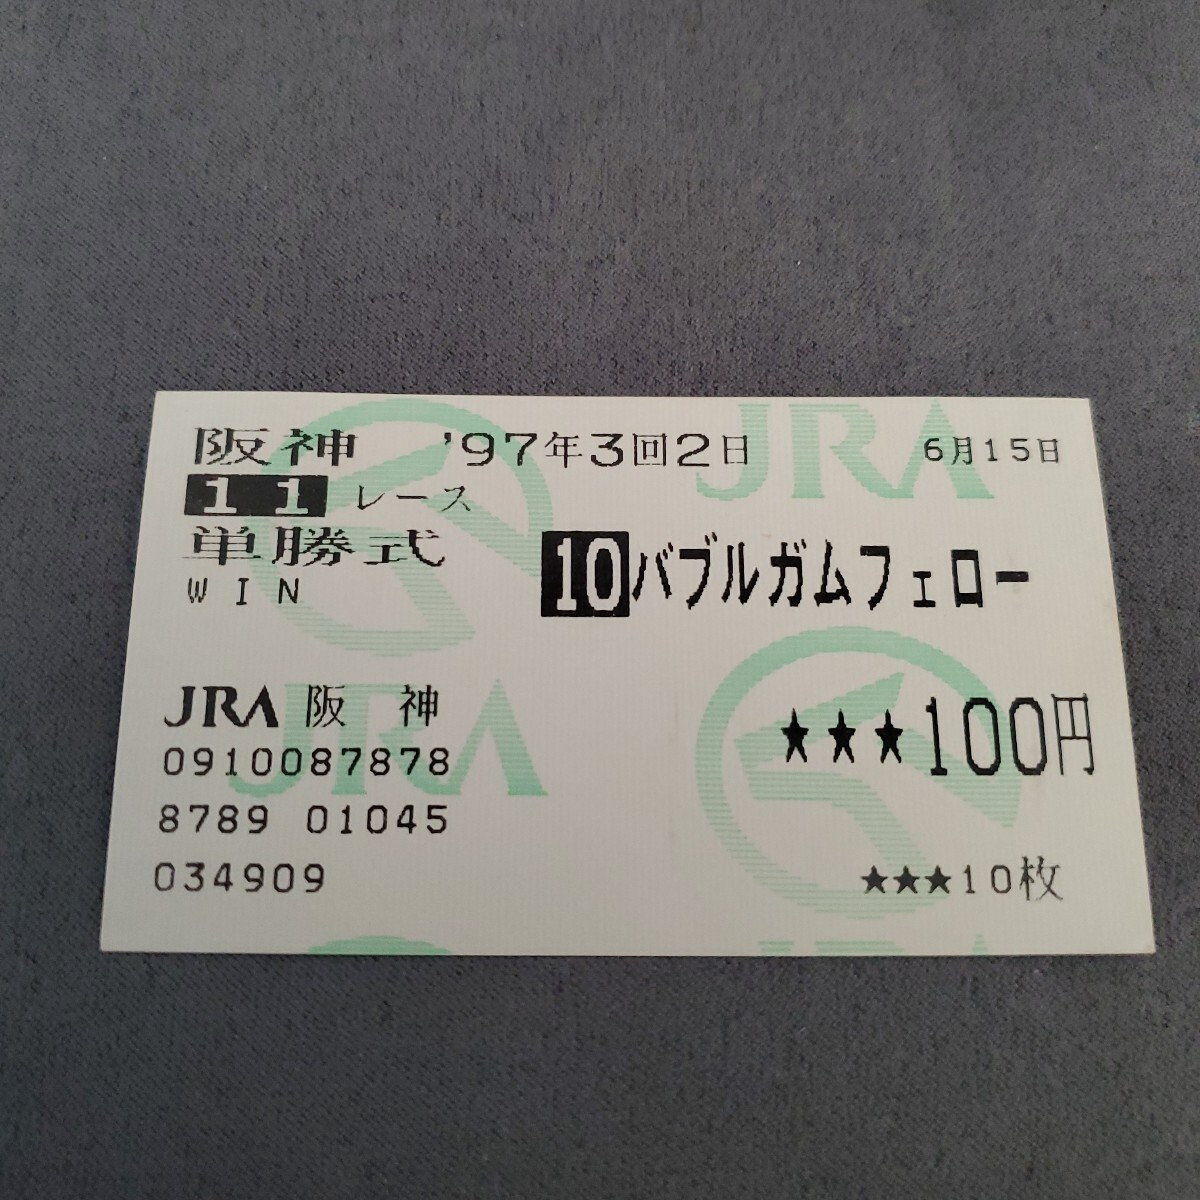 阪神 '97年3回2日 6月15日
11 レース
単勝式
WIN
10 バブルガムフェロー
JRA 阪神
★★★100円
0910087878
8789 01045
034909
★★★10枚
JRA
JRA